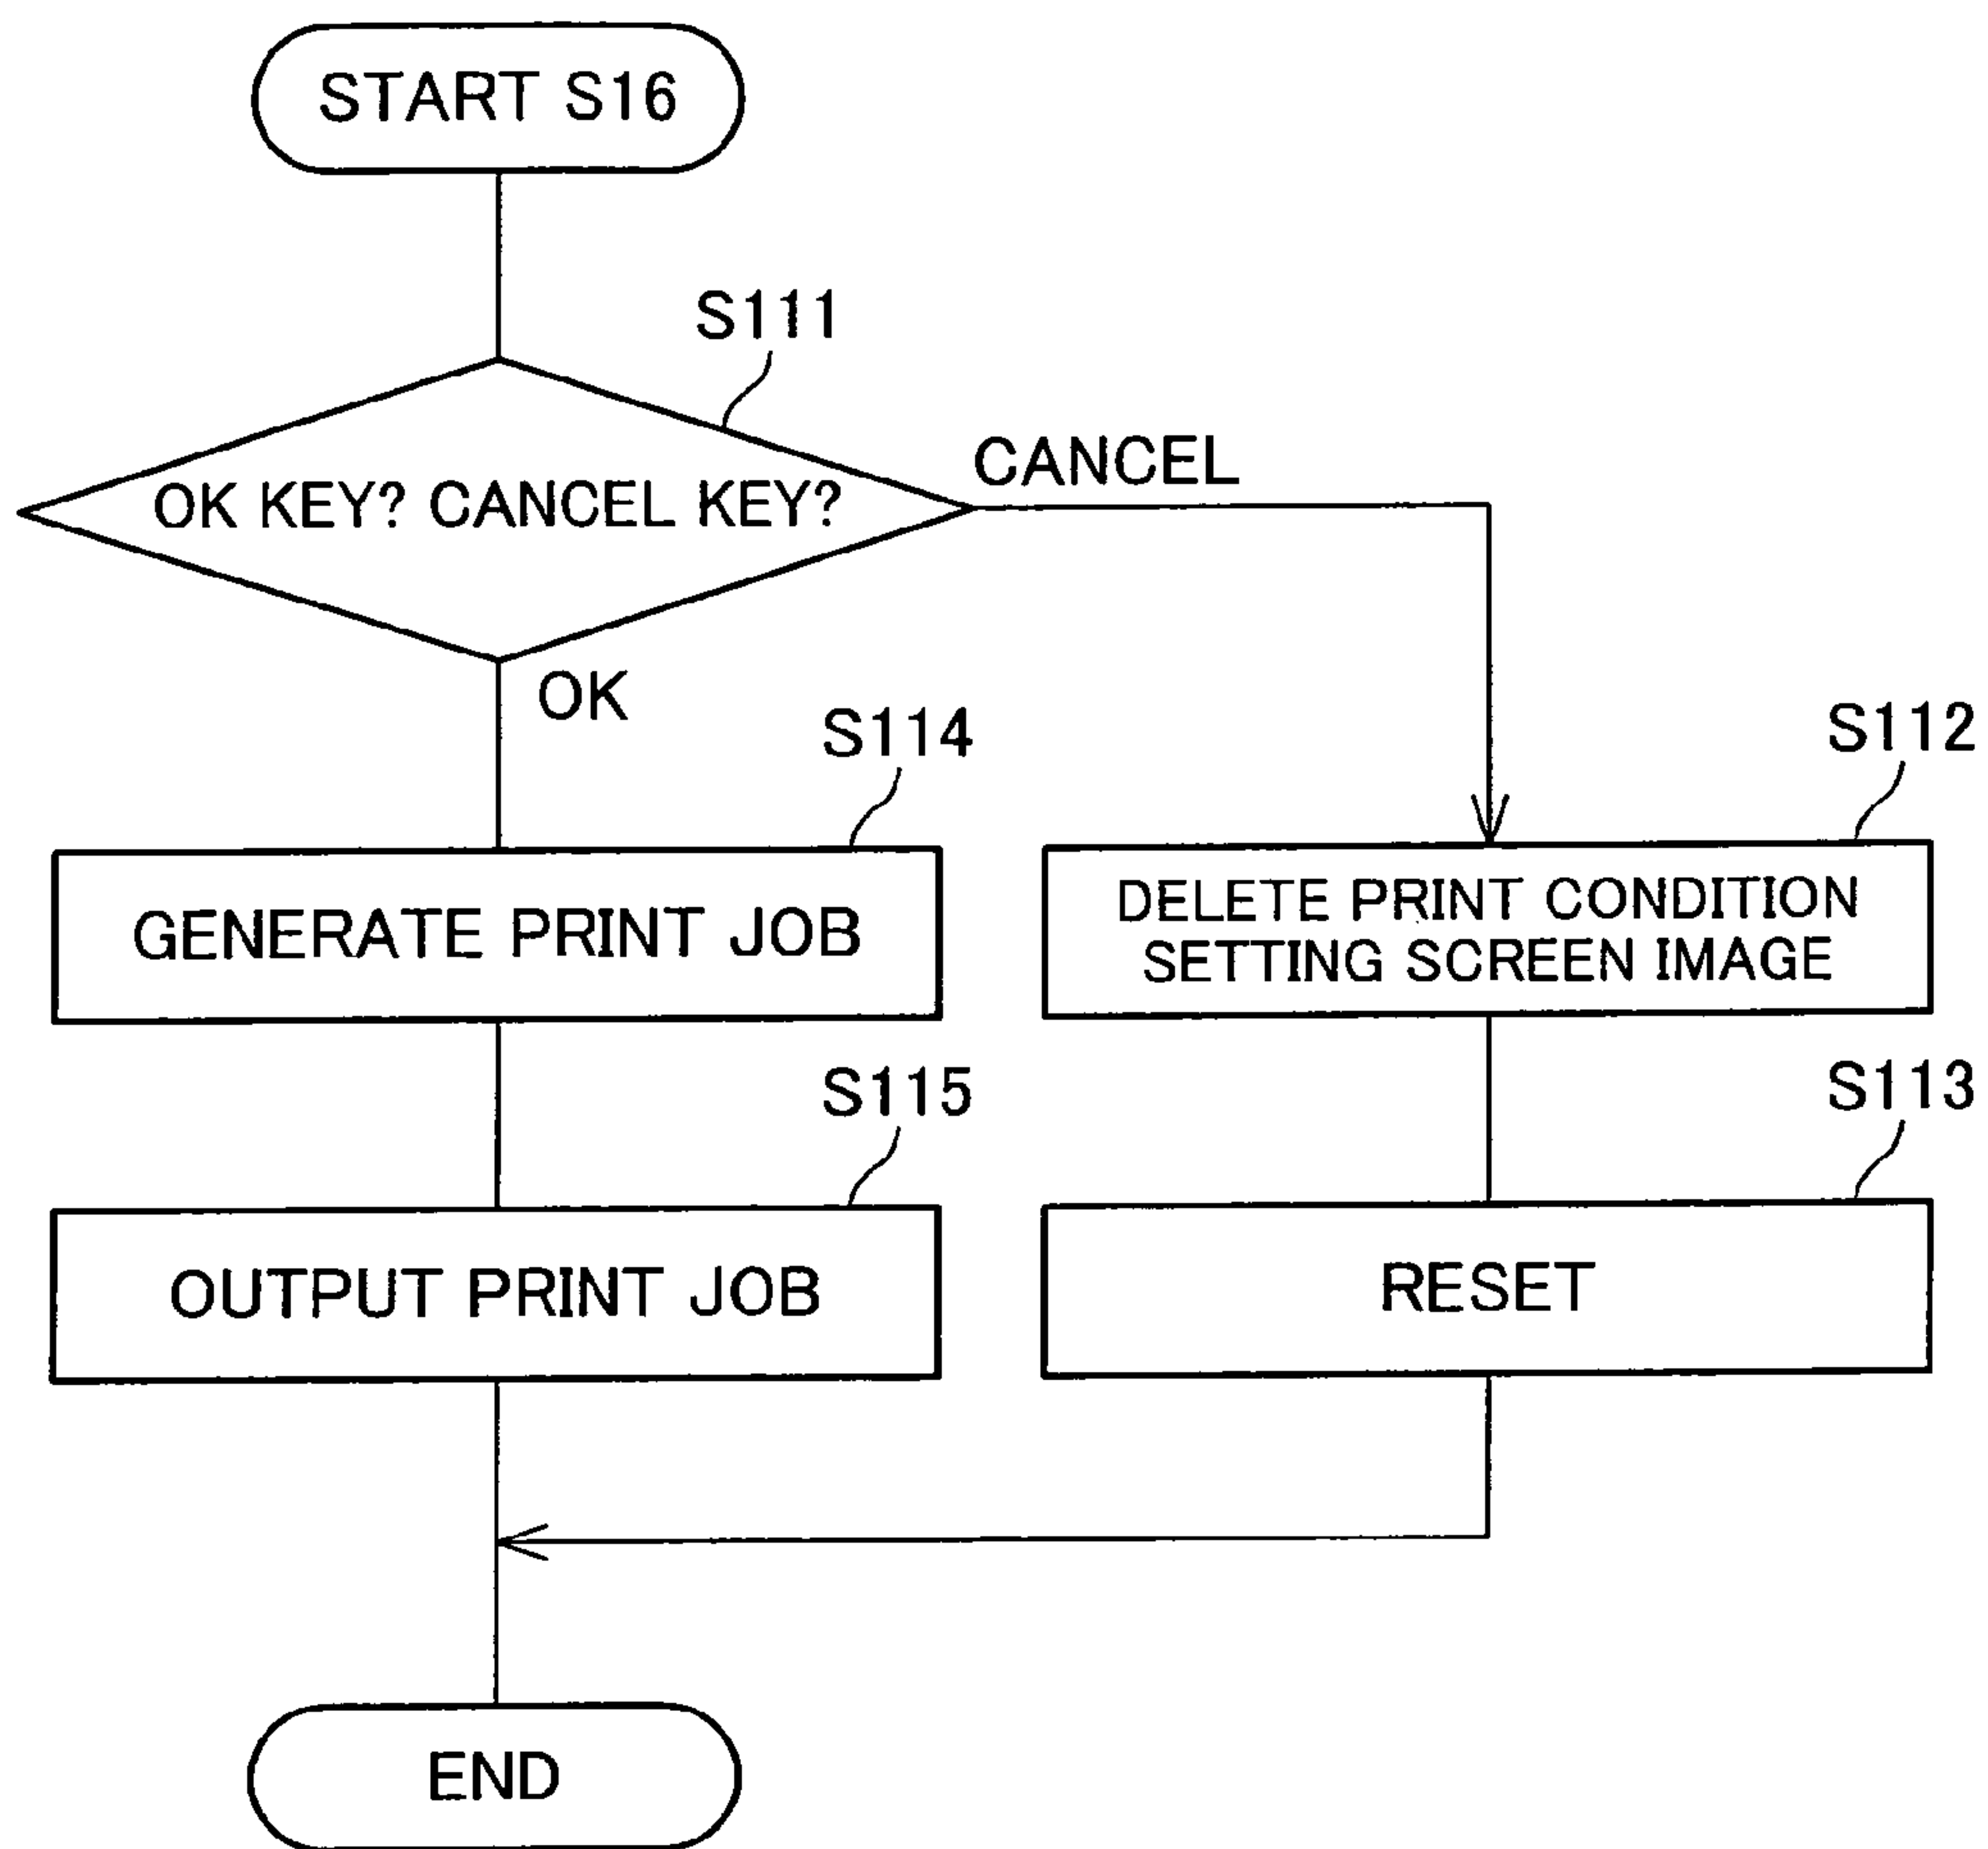 START S16
S111
OK KEY? CANCEL KEY?
CANCEL
OK
S114
GENERATE PRINT JOB
S112
DELETE PRINT CONDITION
SETTING SCREEN IMAGE
S115
OUTPUT PRINT JOB
S113
RESET
END